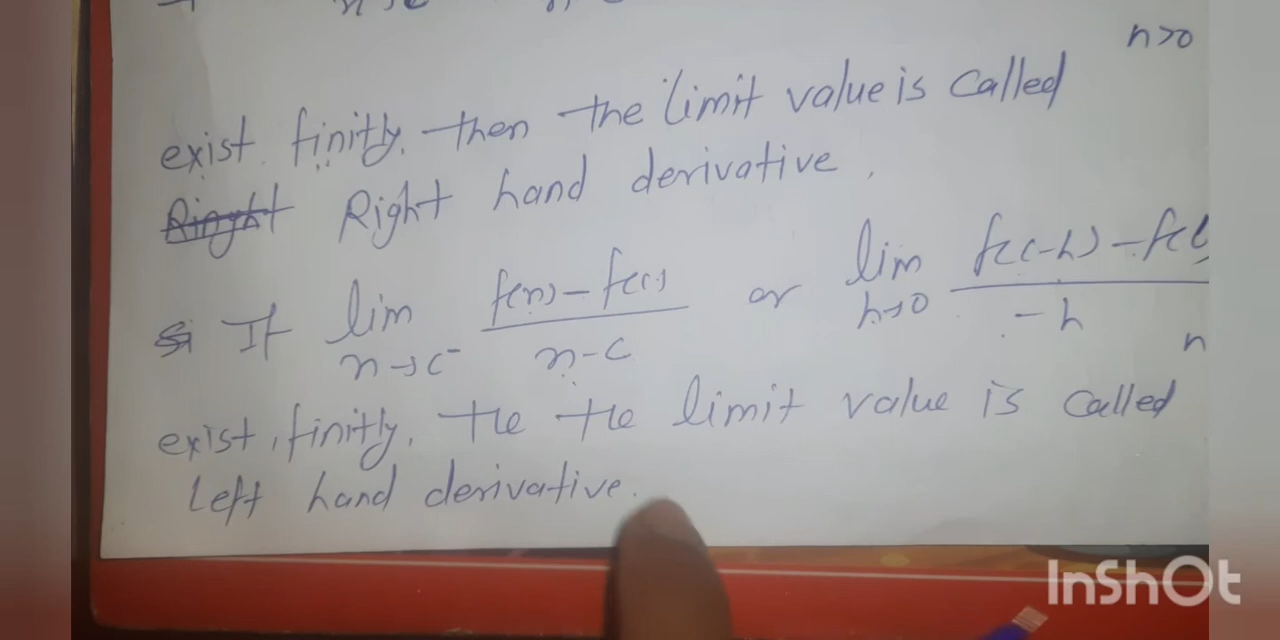 h>0
exist finitly, then the limit value is called
Right hand derivative.
If lim f(x)-f(c) or lim f(c-h)-f(c
x→c⁻ x-c h→0 -h
exist, finitly, the the limit value is called
Left hand derivative.
InShOt